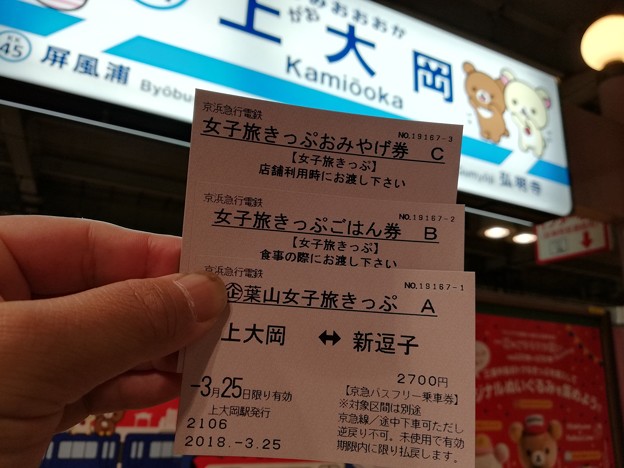 みおおおか
上大岡
かみ
Kamiōoka
45
屏風浦
Byōbu
弘明寺
京浜急行電鉄
NO.19167-3
女子旅きっぷおみやげ券 C
【女子旅きっぷ】
店舗利用時にお渡し下さい
京浜急行電鉄
NO.19167-2
女子旅きっぷごはん券 B
【女子旅きっぷ】
食事の際にお渡し下さい
京浜急行電鉄
NO.19167-1
企葉山女子旅きっぷ A
上大岡 ⇔ 新逗子
2700円
-3月25日限り有効
上大岡駅発行
2106
2018.-3.25
【京急バスフリー乗車券】
※対象区間は別途
京急線/途中下車可ただし
逆戻り不可。未使用で有効
期間内に限り払戻します。